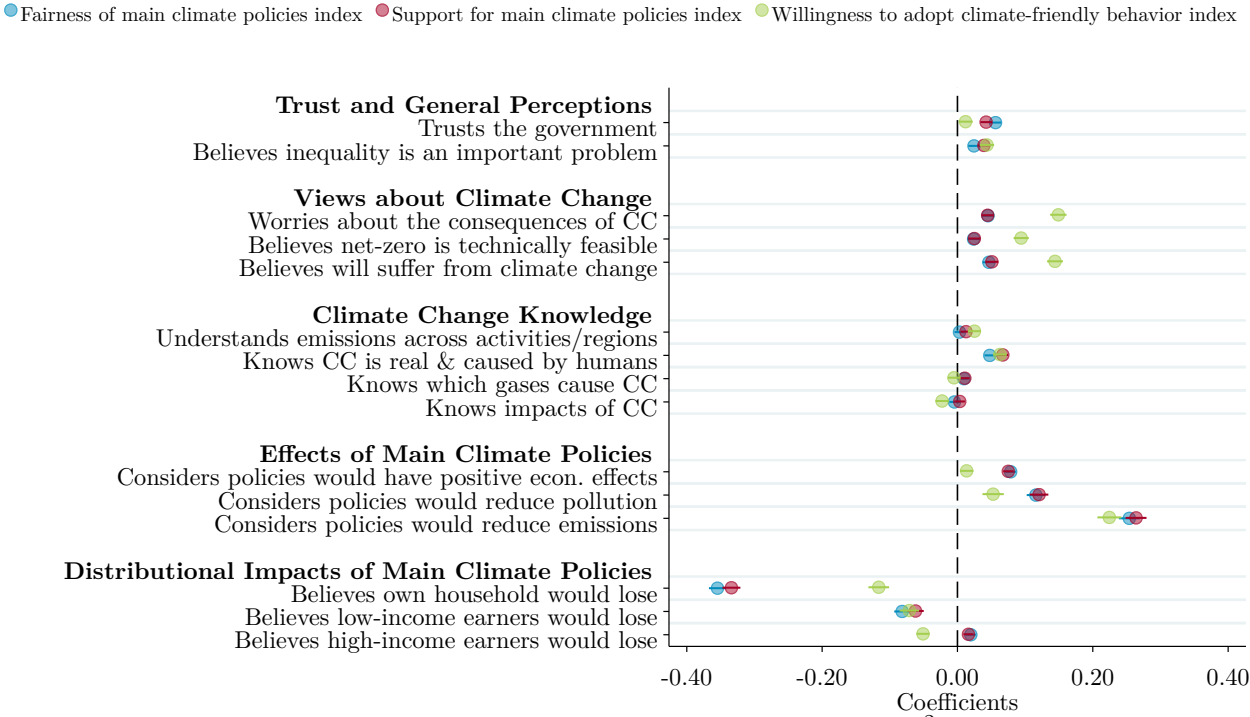 Fairness of main climate policies index Support for main climate policies index Willingness to adopt climate-friendly behavior index
Trust and General Perceptions
Trusts the government
Believes inequality is an important problem
Views about Climate Change
Worries about the consequences of CC
Believes net-zero is technically feasible
Believes will suffer from climate change
Climate Change Knowledge
Understands emissions across activities/regions
Knows CC is real & caused by humans
Knows which gases cause CC
Knows impacts of CC
Effects of Main Climate Policies
Considers policies would have positive econ. effects
Considers policies would reduce pollution
Considers policies would reduce emissions
Distributional Impacts of Main Climate Policies
Believes own household would lose
Believes low-income earners would lose
Believes high-income earners would lose
-0.40 -0.20 0.00 0.20 0.40
Coefficients